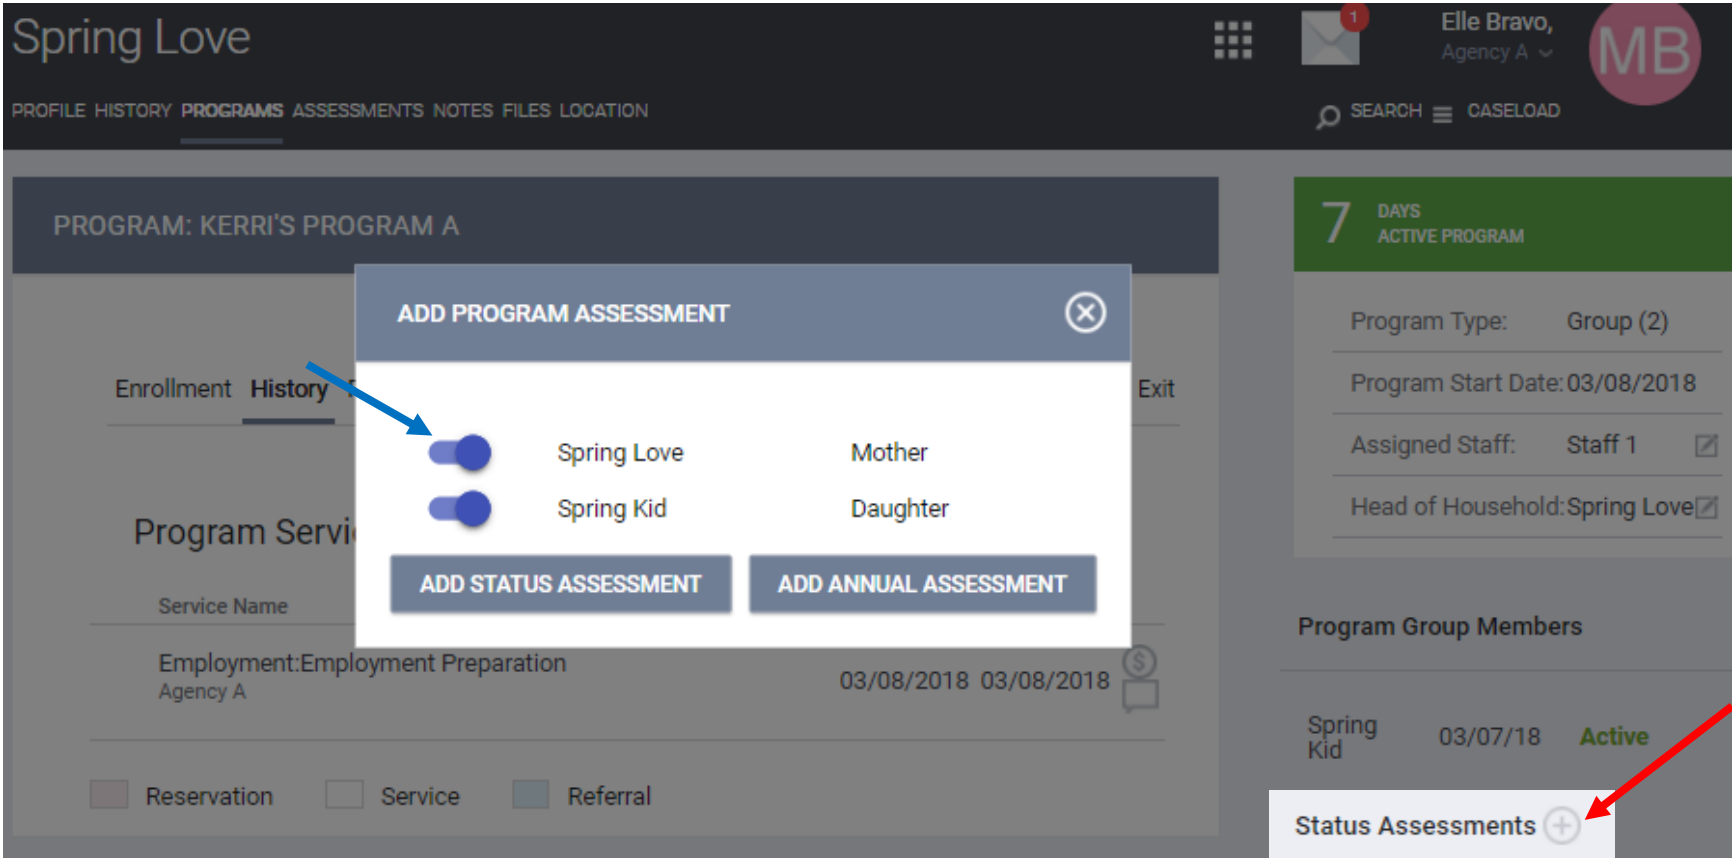 Spring Love
1
Elle Bravo,
Agency A
MB
PROFILE HISTORY PROGRAMS ASSESSMENTS NOTES FILES LOCATION
SEARCH CASELOAD
PROGRAM: KERRI'S PROGRAM A
7 DAYS
ACTIVE PROGRAM
ADD PROGRAM ASSESSMENT
Program Type: Group (2)
Program Start Date: 03/08/2018
Enrollment History Exit
Assigned Staff: Staff 1
Spring Love Mother
Head of Household: Spring Love
Spring Kid Daughter
Program Servi
ADD STATUS ASSESSMENT ADD ANNUAL ASSESSMENT
Service Name
Program Group Members
Employment:Employment Preparation
Agency A
03/08/2018 03/08/2018
$
Spring
Kid
03/07/18 Active
Reservation Service Referral
Status Assessments